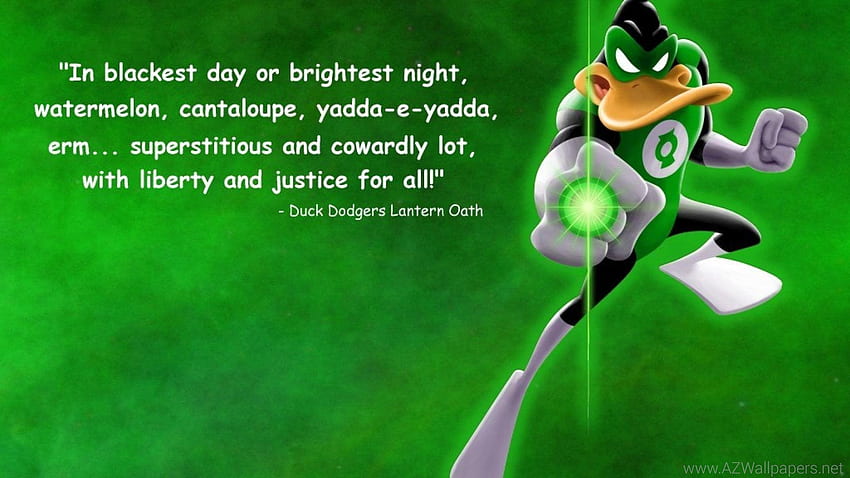 "In blackest day or brightest night,
watermelon, cantaloupe, yadda-e-yadda,
erm... superstitious and cowardly lot,
with liberty and justice for all!"
- Duck Dodgers Lantern Oath
www.AZWallpapers.net